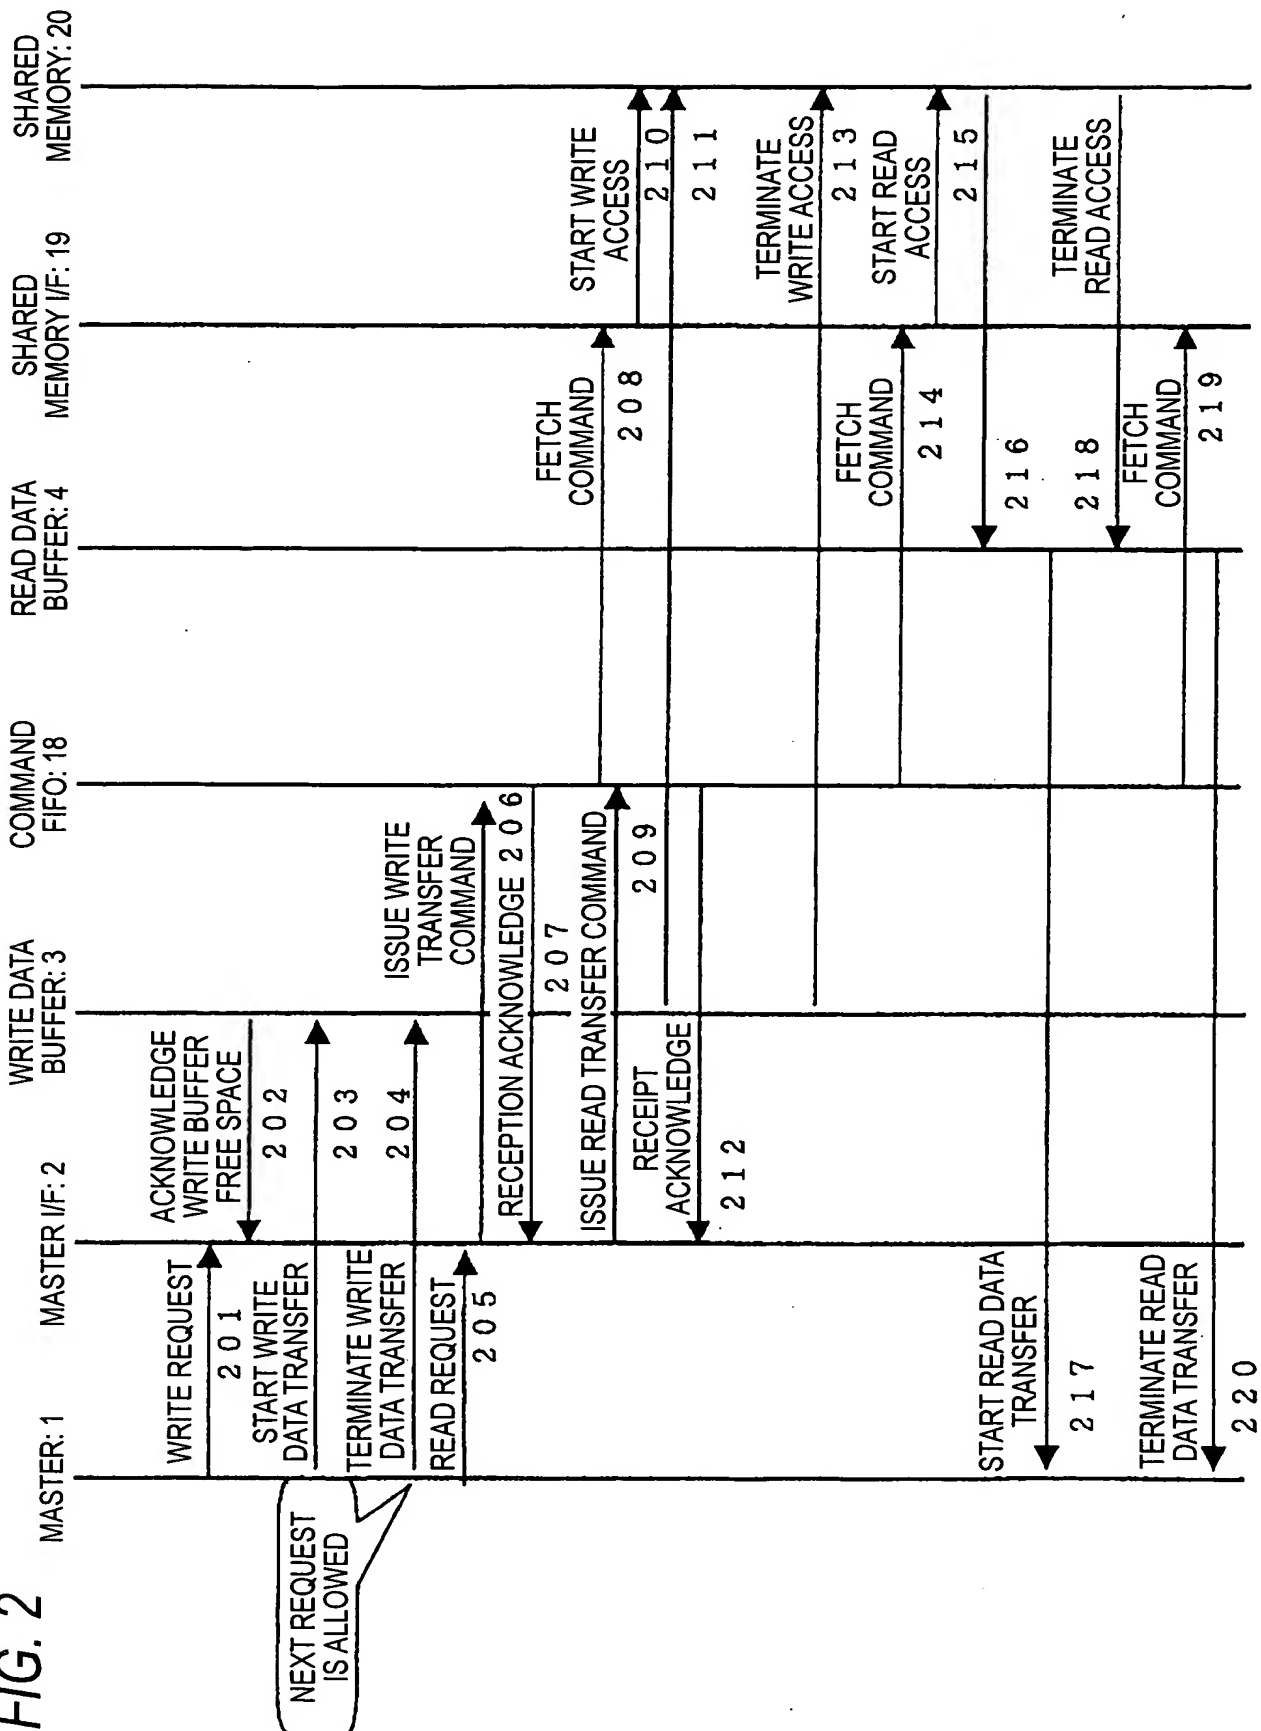 FIG. 2
MASTER: 1
MASTER I/F: 2
WRITE DATA
BUFFER: 3
COMMAND
FIFO: 18
READ DATA
BUFFER: 4
SHARED
MEMORY I/F: 19
SHARED
MEMORY: 20
WRITE REQUEST
201
ACKNOWLEDGE
WRITE BUFFER
FREE SPACE
202
START WRITE
DATA TRANSFER
203
NEXT REQUEST
IS ALLOWED
TERMINATE WRITE
DATA TRANSFER
204
READ REQUEST
205
ISSUE WRITE
TRANSFER
COMMAND
206
RECEPTION ACKNOWLEDGE
207
FETCH
COMMAND
208
ISSUE READ TRANSFER COMMAND
209
START WRITE
ACCESS
210
211
RECEIPT
ACKNOWLEDGE
212
TERMINATE
WRITE ACCESS
213
FETCH
COMMAND
214
START READ
ACCESS
215
216
START READ DATA
TRANSFER
217
TERMINATE
READ ACCESS
218
FETCH
COMMAND
219
TERMINATE READ
DATA TRANSFER
220